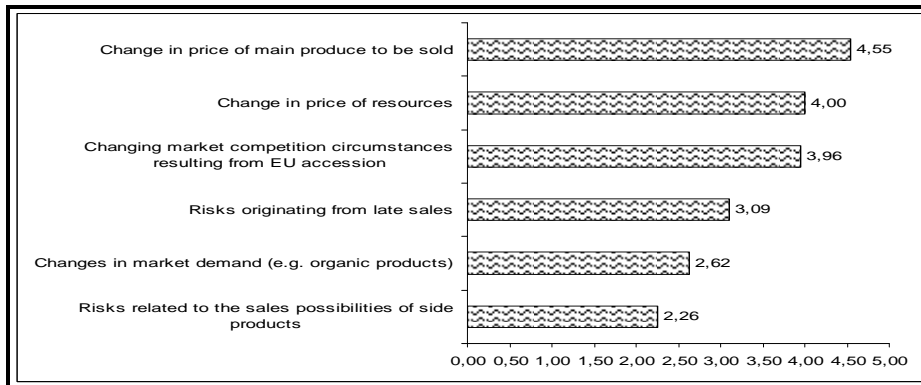 Change in price of main produce to be sold
4,55
Change in price of resources
4,00
Changing market competition circumstances
resulting from EU accession
3,96
Risks originating from late sales
3,09
Changes in market demand (e.g. organic products)
2,62
Risks related to the sales possibilities of side
products
2,26
0,00 0,50 1,00 1,50 2,00 2,50 3,00 3,50 4,00 4,50 5,00